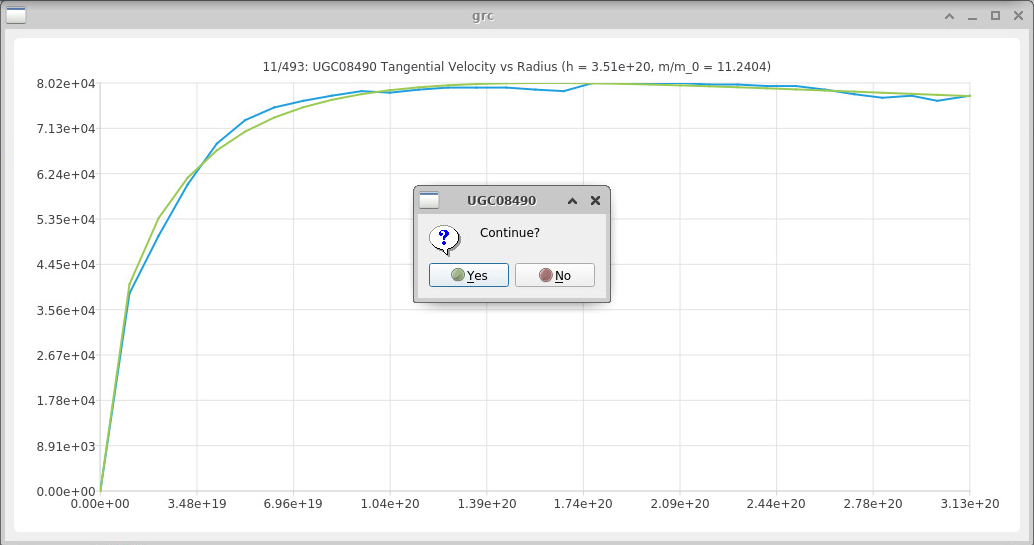 grc
11/493: UGC08490 Tangential Velocity vs Radius (h = 3.51e+20, m/m_0 = 11.2404)
8.02e+04
7.13e+04
6.24e+04
5.35e+04
4.45e+04
3.56e+04
2.67e+04
1.78e+04
8.91e+03
0.00e+00
UGC08490
?
Continue?
Yes No
0.00e+00 3.48e+19 6.96e+19 1.04e+20 1.39e+20 1.74e+20 2.09e+20 2.44e+20 2.78e+20 3.13e+20